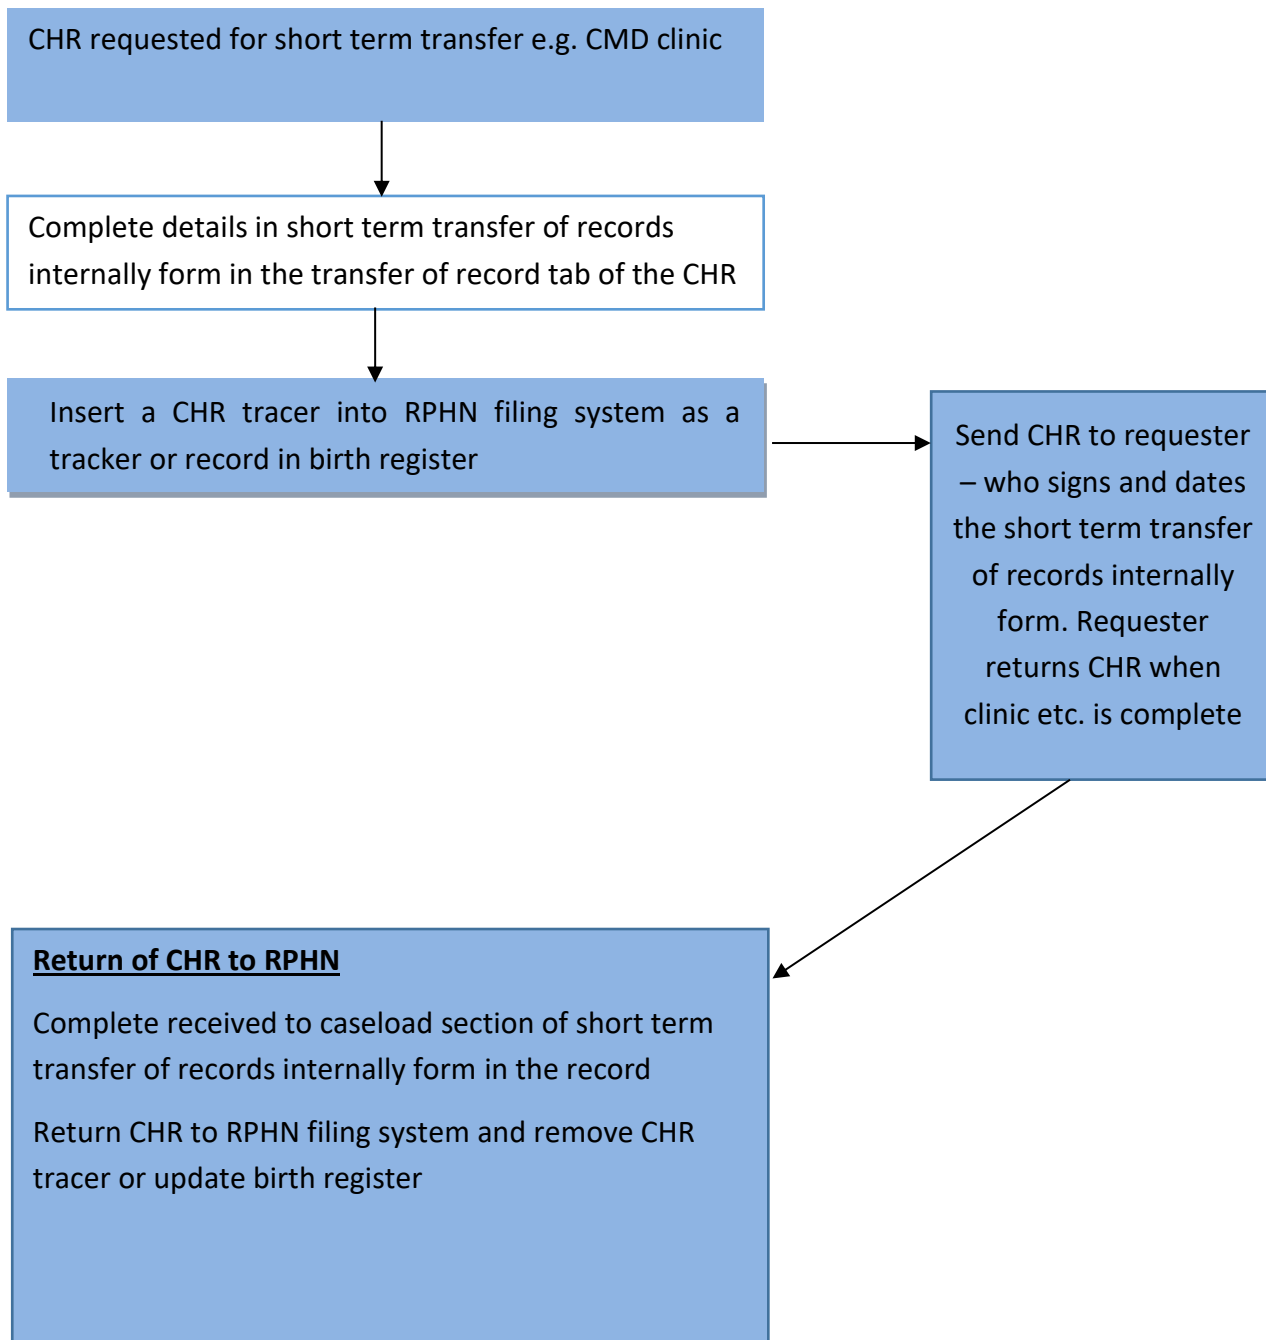 CHR requested for short term transfer e.g. CMD clinic
Complete details in short term transfer of records
internally form in the transfer of record tab of the CHR
Insert a CHR tracer into RPHN filing system as a
tracker or record in birth register
Send CHR to requester
– who signs and dates
the short term transfer
of records internally
form. Requester
returns CHR when
clinic etc. is complete
Return of CHR to RPHN
Complete received to caseload section of short term
transfer of records internally form in the record
Return CHR to RPHN filing system and remove CHR
tracer or update birth register